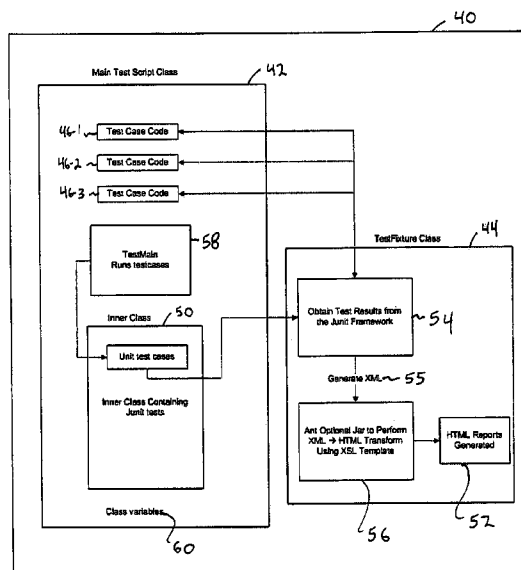 40
Main Test Script Class
42
46-1
Test Case Code
46-2
Test Case Code
46-3
Test Case Code
TestMain
Runs testcases
58
Inner Class
50
Unit test cases
Inner Class Containing
Junit tests
Class variables
60
TestFixture Class
44
Obtain Test Results from
the Junit Framework
54
Generate XML
55
Ant Optional Jar to Perform
XML → HTML Transform
Using XSL Template
56
HTML Reports
Generated
52